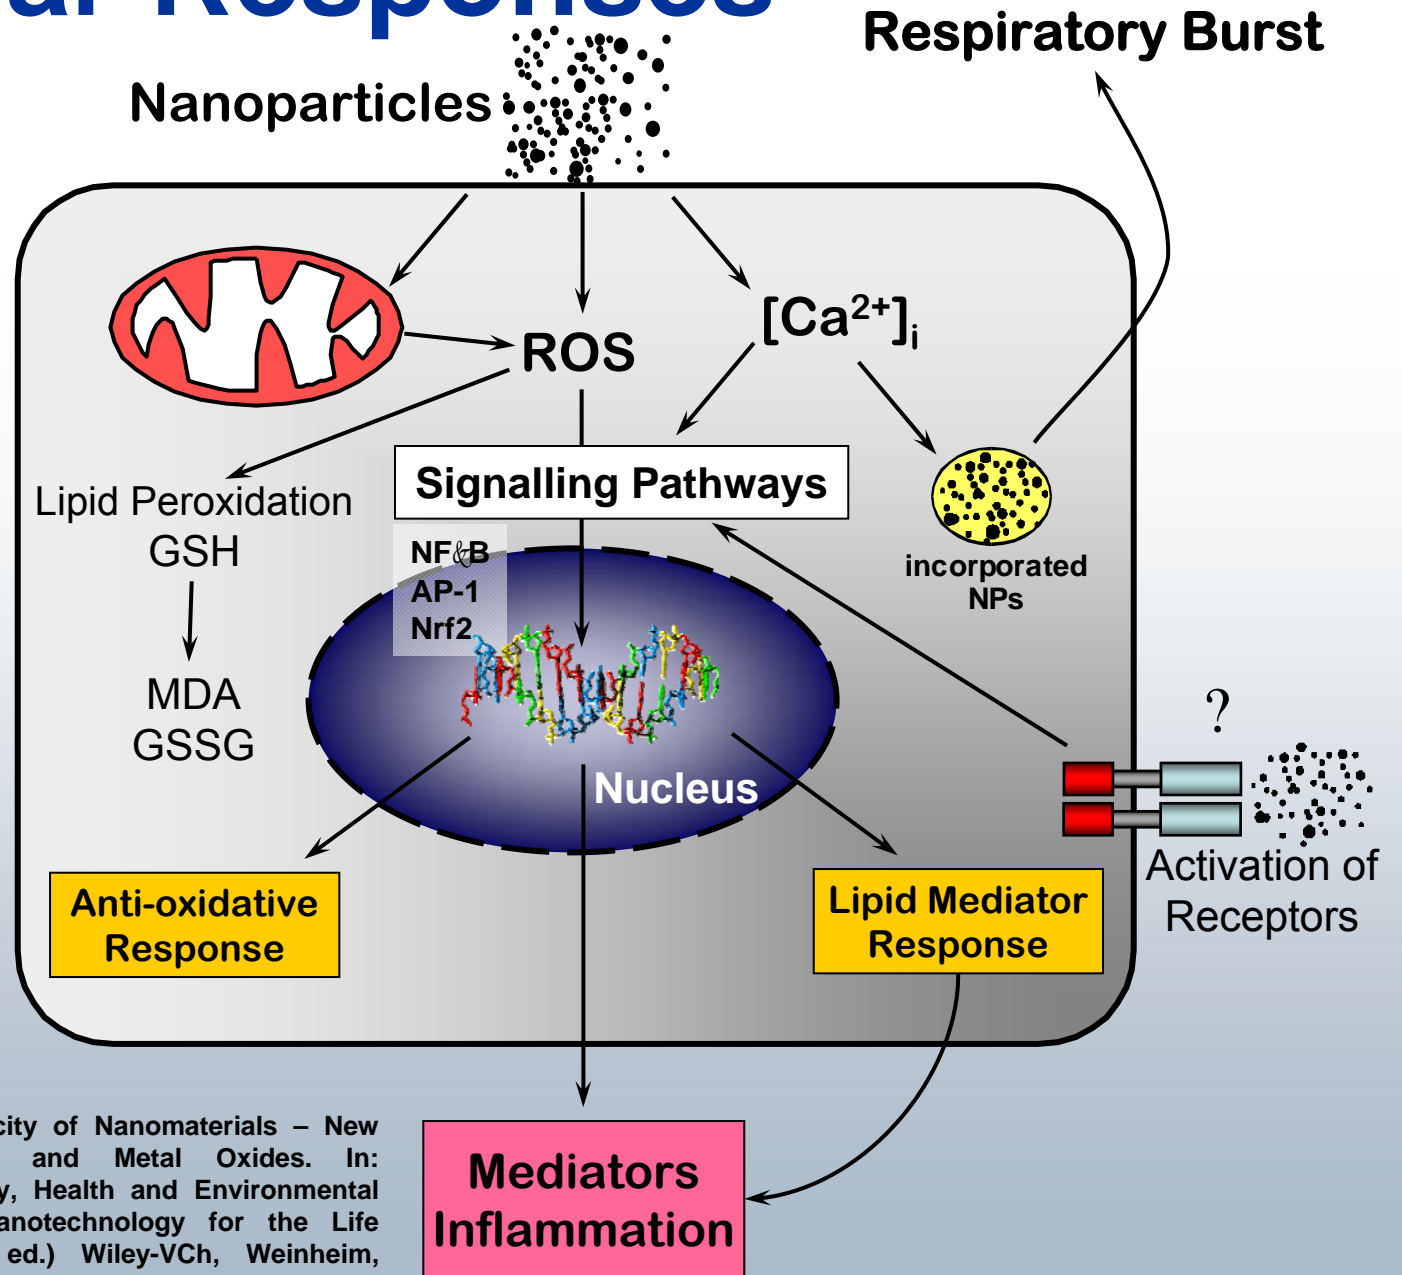 Responses
Respiratory Burst
Nanoparticles
[Ca²⁺]ᵢ
ROS
Signalling Pathways
Lipid Peroxidation
GSH
NF&B
AP-1
Nrf2
incorporated
NPs
MDA
GSSG
?
Nucleus
Activation of
Receptors
Anti-oxidative
Response
Lipid Mediator
Response
Mediators
Inflammation
of Nanomaterials – New
and Metal Oxides. In:
Health and Environmental
for the Life
ed.) Wiley-VCh, Weinheim,